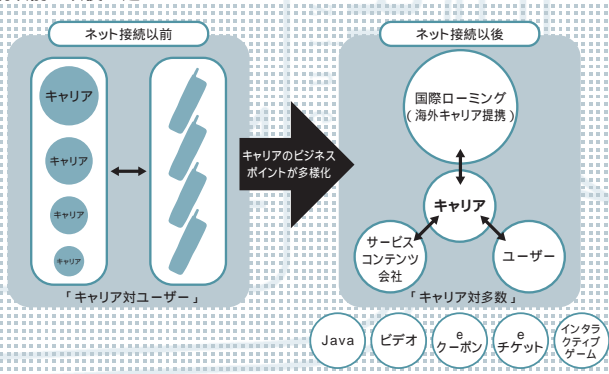 ネット接続以前
キャリア
キャリア
キャリア
キャリア
「キャリア対ユーザー」
キャリアのビジネス
ポイントが多様化
ネット接続以後
国際ローミング
(海外キャリア提携)
キャリア
サービス
コンテンツ
会社
ユーザー
「キャリア対多数」
Java
ビデオ
e
クーポン
e
チケット
インタラ
クティブ
ゲーム